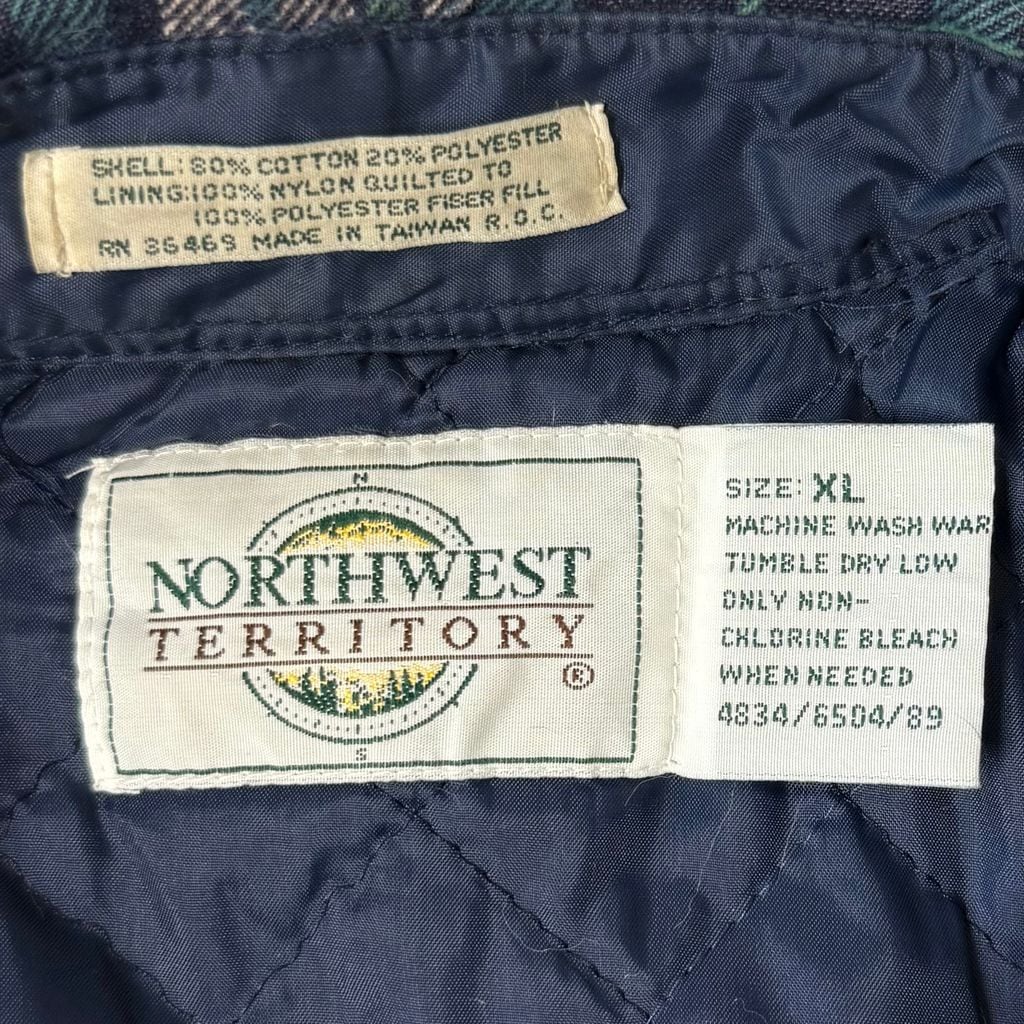 SHELL: 80% COTTON 20% POLYESTER
LINING: 100% NYLON QUILTED TO
100% POLYESTER FIBER FILL
RN 36469 MADE IN TAIWAN R.O.C.
N
NORTHWEST
TERRITORY
®
S
SIZE: XL
MACHINE WASH WAR
TUMBLE DRY LOW
ONLY NON-
CHLORINE BLEACH
WHEN NEEDED
4834/6504/89